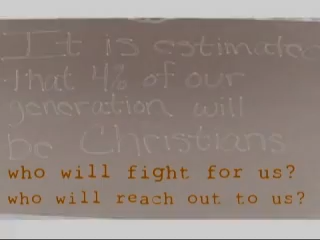 It is estimated
that 4% of our
generation will
be Christians
who will fight for us?
who will reach out to us?